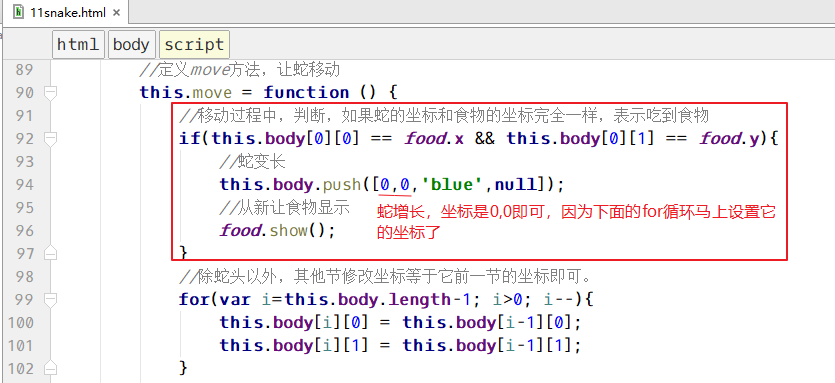 11snake.html ×
html body script
89 //定义move方法，让蛇移动
90 this.move = function () {
91 //移动过程中，判断，如果蛇的坐标和食物的坐标完全一样，表示吃到食物
92 if(this.body[0][0] == food.x && this.body[0][1] == food.y){
93 //蛇变长
94 this.body.push([0,0,'blue',null]);
95 //从新让食物显示
蛇增长，坐标是0,0即可，因为下面的for循环马上设置它
96 food.show();
的坐标了
97 }
98 //除蛇头以外，其他节修改坐标等于它前一节的坐标即可。
99 for(var i=this.body.length-1; i>0; i--){
100 this.body[i][0] = this.body[i-1][0];
101 this.body[i][1] = this.body[i-1][1];
102 }